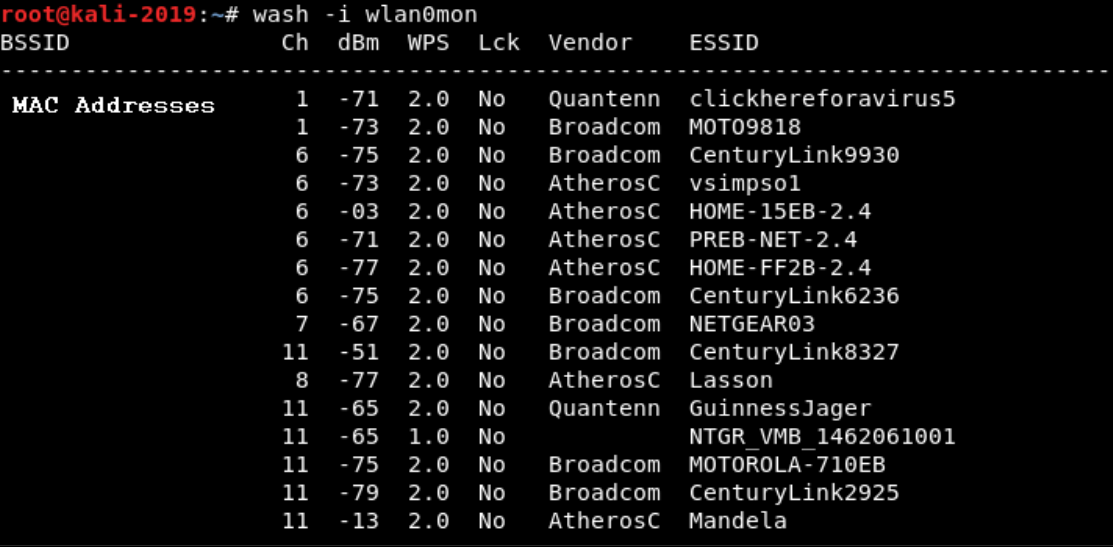 root@kali-2019:~# wash -i wlan0mon
BSSID Ch dBm WPS Lck Vendor ESSID
--------------------------------------------------------------------------------
MAC Addresses 1 -71 2.0 No Quantenn clickhereforavirus5
1 -73 2.0 No Broadcom MOTO9818
6 -75 2.0 No Broadcom CenturyLink9930
6 -73 2.0 No AtherosC vsimpso1
6 -03 2.0 No AtherosC HOME-15EB-2.4
6 -71 2.0 No AtherosC PREB-NET-2.4
6 -77 2.0 No AtherosC HOME-FF2B-2.4
6 -75 2.0 No Broadcom CenturyLink6236
7 -67 2.0 No Broadcom NETGEAR03
11 -51 2.0 No Broadcom CenturyLink8327
8 -77 2.0 No AtherosC Lasson
11 -65 2.0 No Quantenn GuinnessJager
11 -65 1.0 No NTGR_VMB_1462061001
11 -75 2.0 No Broadcom MOTOROLA-710EB
11 -79 2.0 No Broadcom CenturyLink2925
11 -13 2.0 No AtherosC Mandela